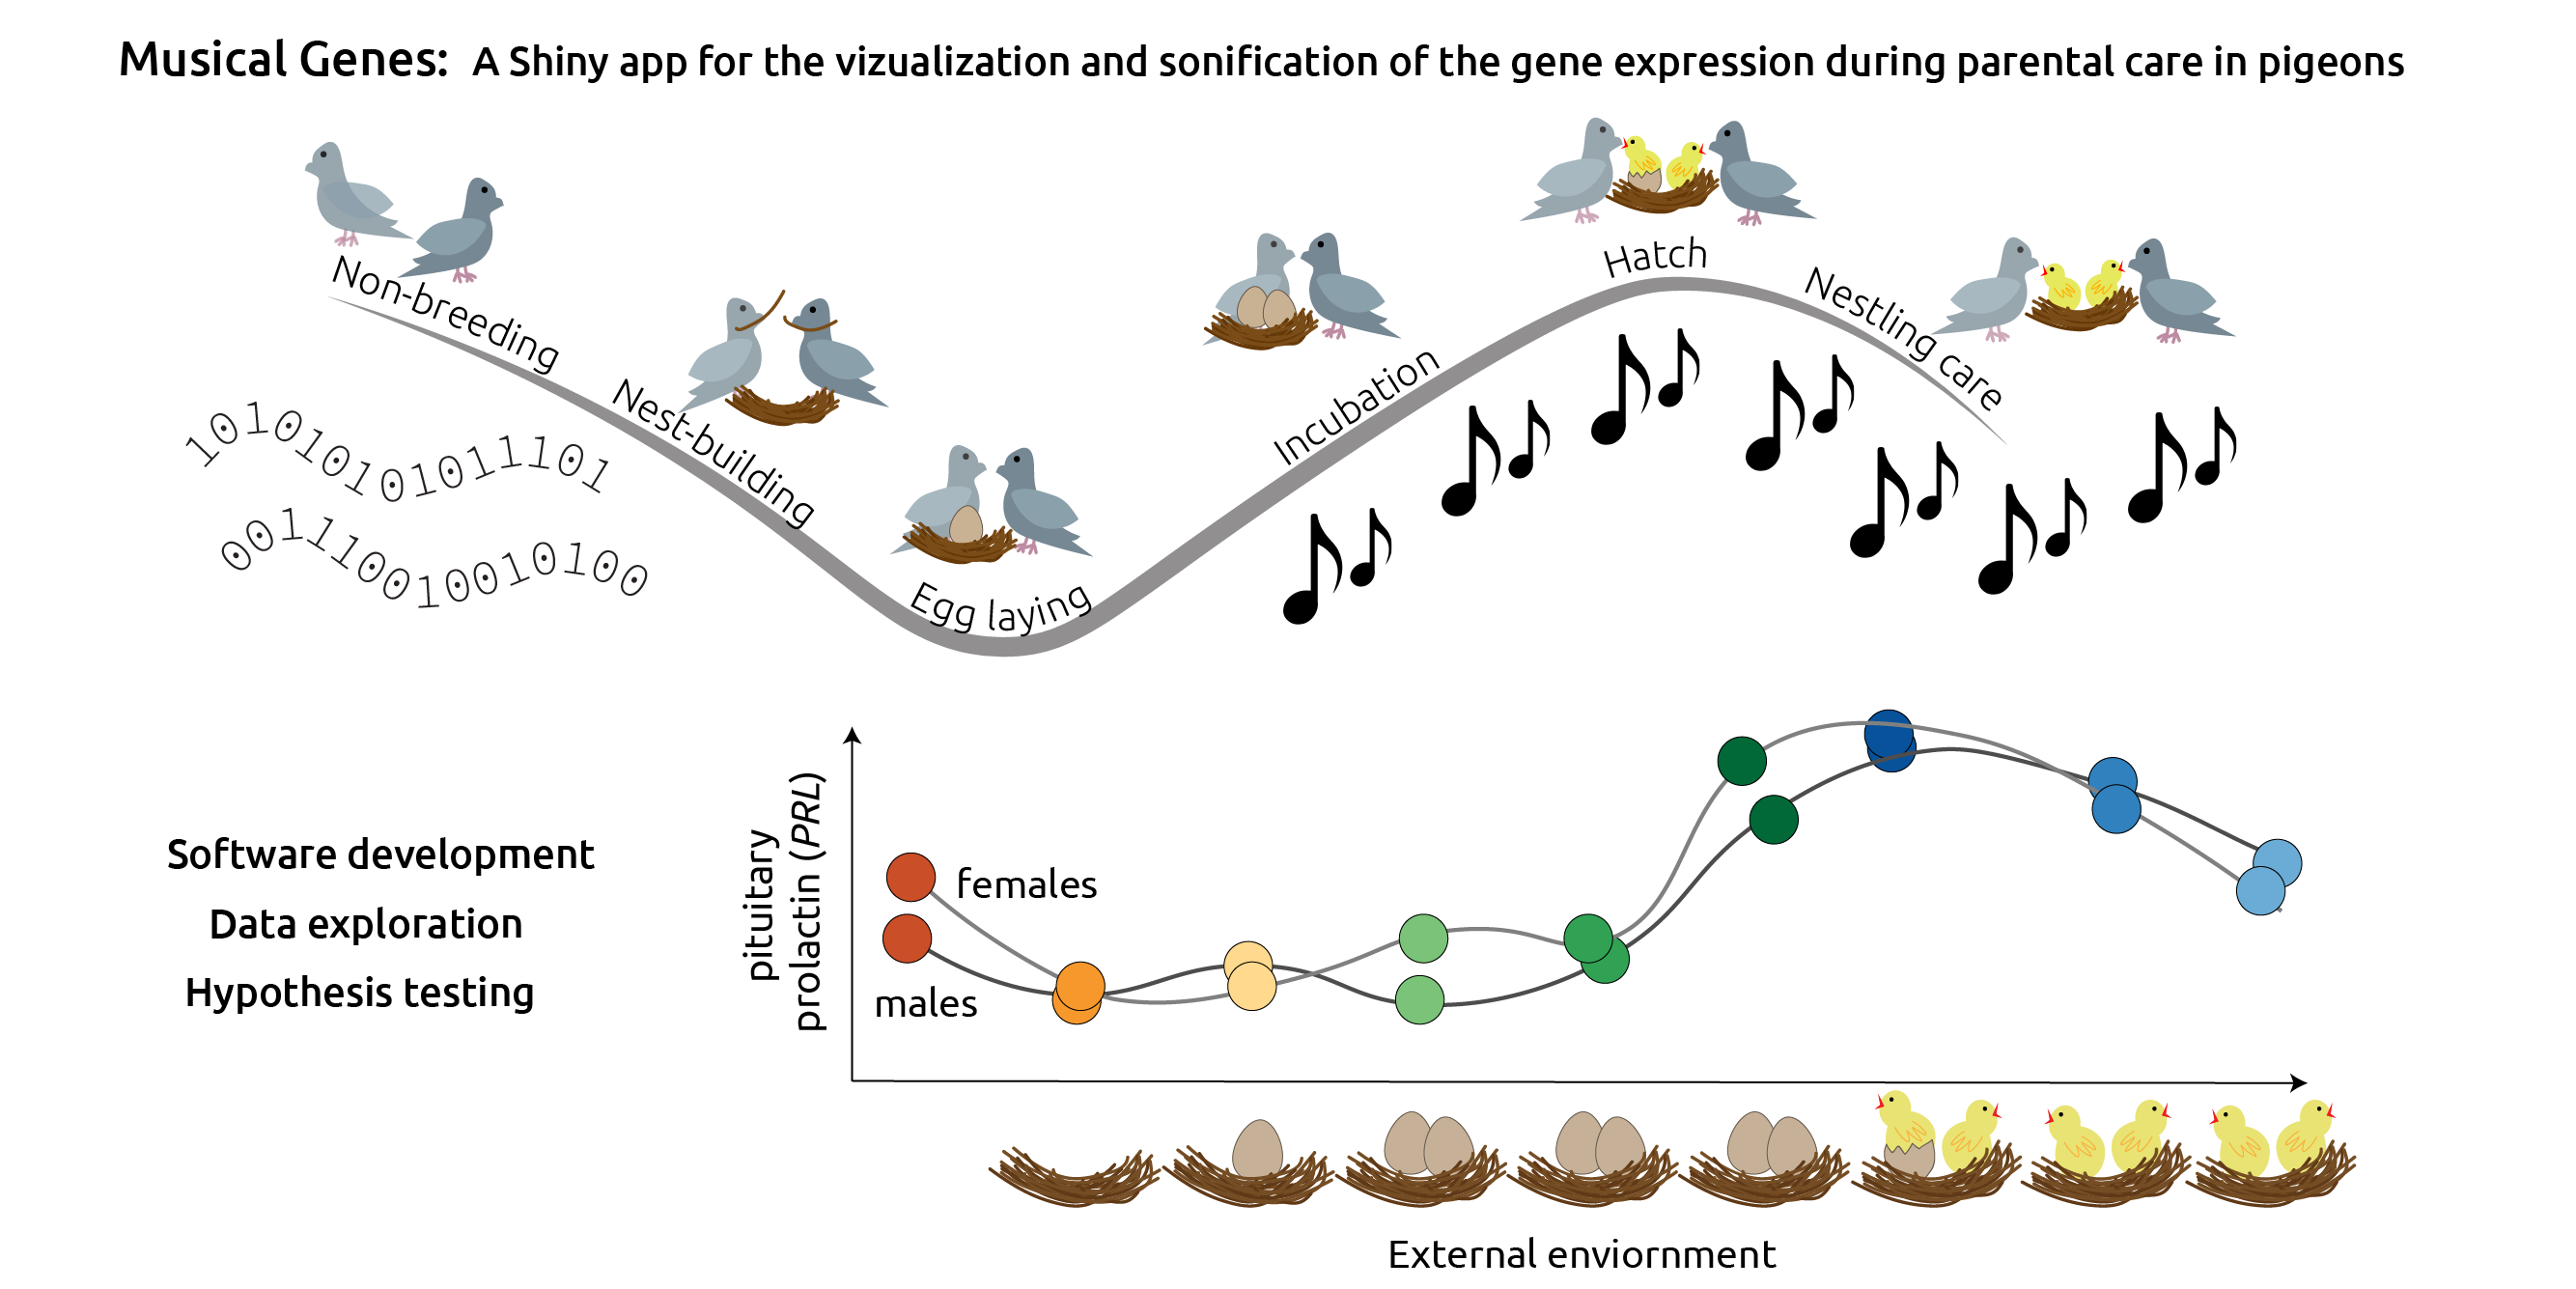 Musical Genes: A Shiny app for the vizualization and sonification of the gene expression during parental care in pigeons
Non-breeding
Nest-building
Egg laying
Incubation
Hatch
Nestling care
10101010101011101
001110010010100
Software development
Data exploration
Hypothesis testing
pituitary
prolactin (PRL)
females
males
External enviornment